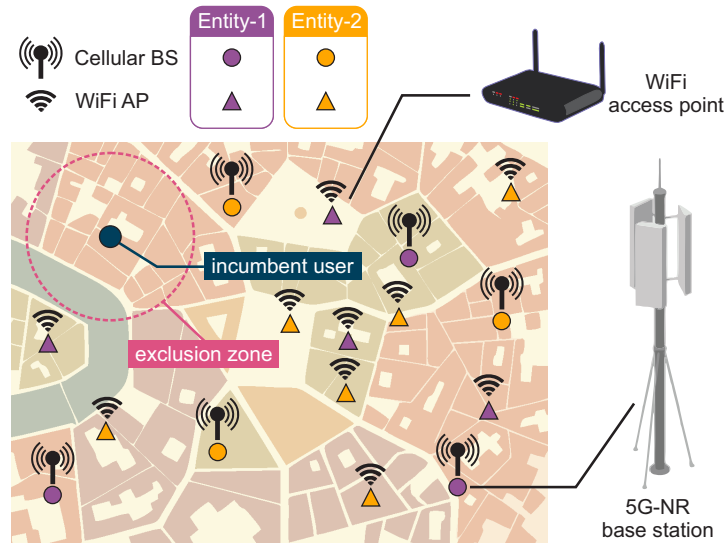 Entity-1
Entity-2
Cellular BS
WiFi AP
WiFi
access point
incumbent user
exclusion zone
5G-NR
base station